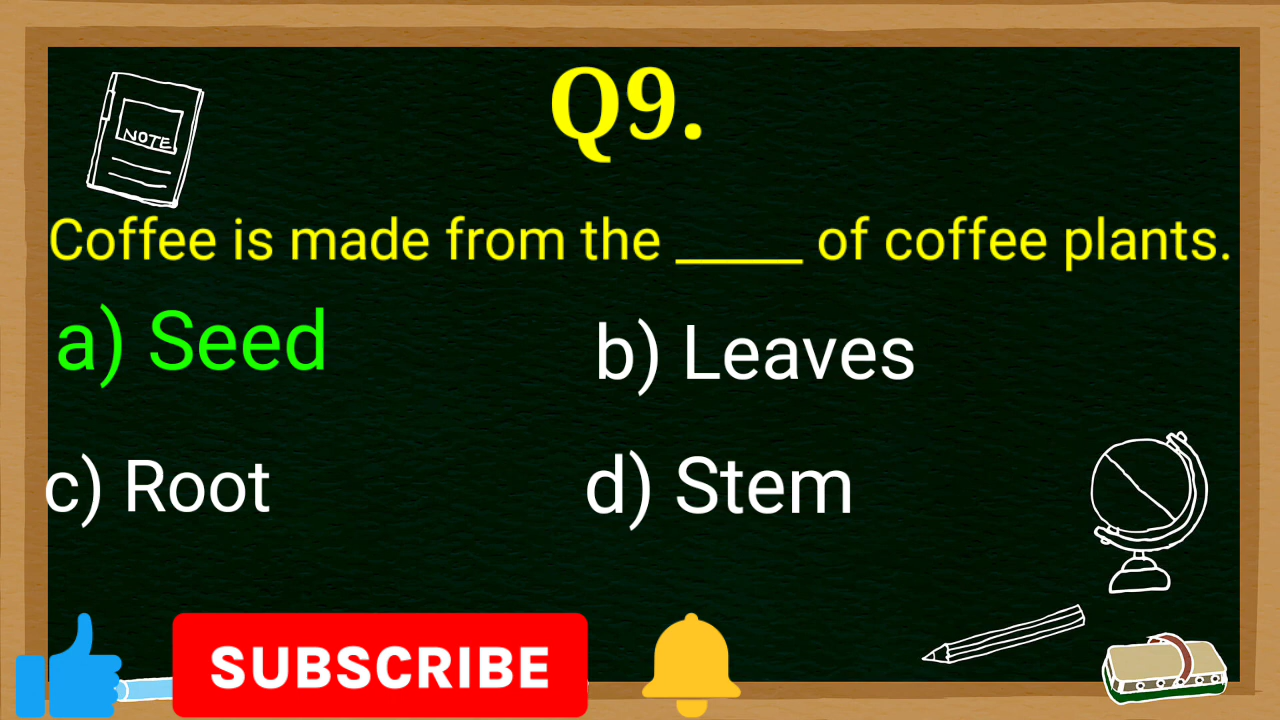 NOTE
Q9.
Coffee is made from the _____ of coffee plants.
a) Seed
b) Leaves
c) Root
d) Stem
SUBSCRIBE